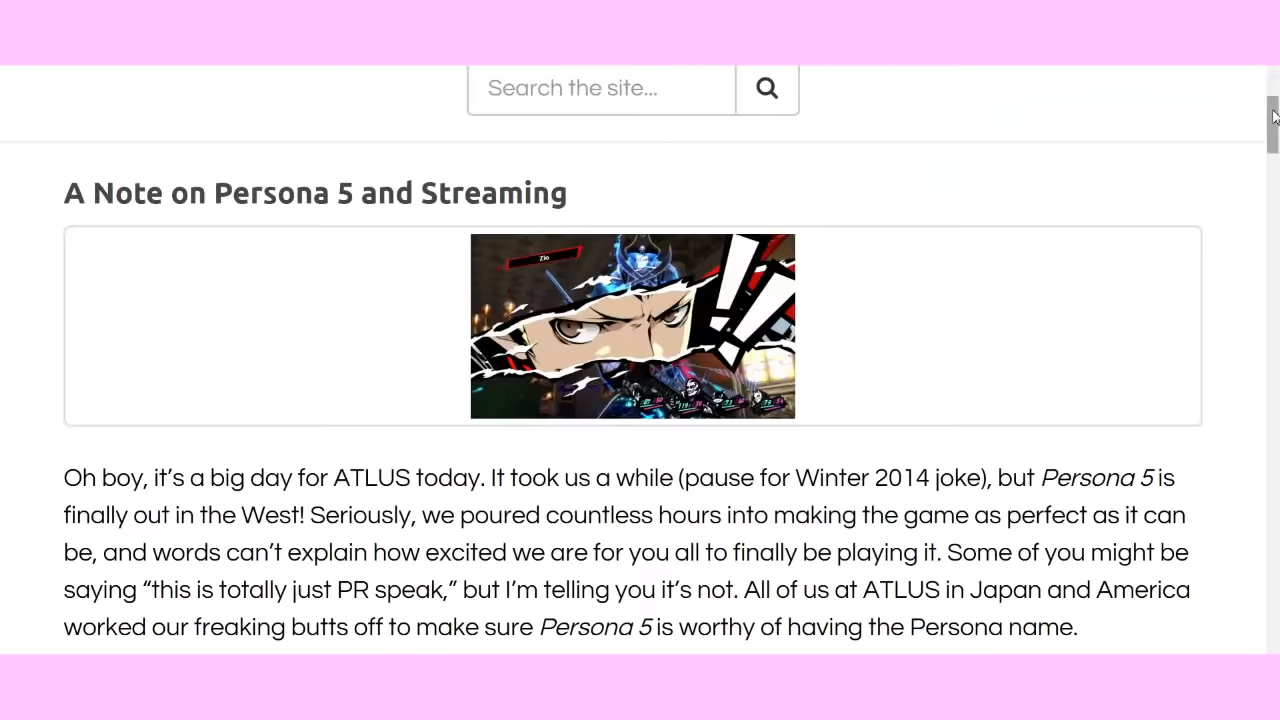 Search the site...
A Note on Persona 5 and Streaming
Zio
Oh boy, it’s a big day for ATLUS today. It took us a while (pause for Winter 2014 joke), but Persona 5 is
finally out in the West! Seriously, we poured countless hours into making the game as perfect as it can
be, and words can’t explain how excited we are for you all to finally be playing it. Some of you might be
saying “this is totally just PR speak,” but I’m telling you it’s not. All of us at ATLUS in Japan and America
worked our freaking butts off to make sure Persona 5 is worthy of having the Persona name.